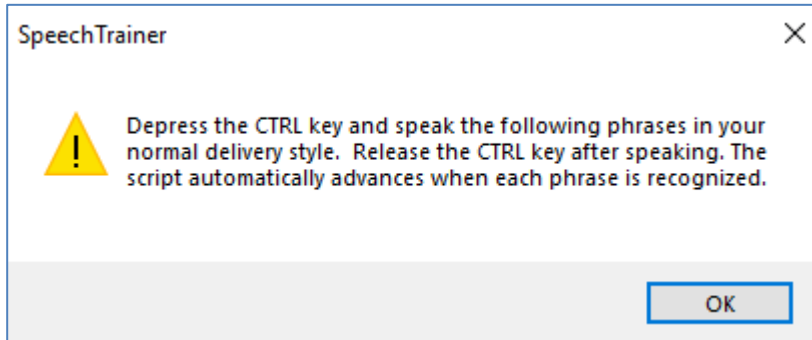 SpeechTrainer
Depress the CTRL key and speak the following phrases in your
normal delivery style.  Release the CTRL key after speaking. The
script automatically advances when each phrase is recognized.
OK